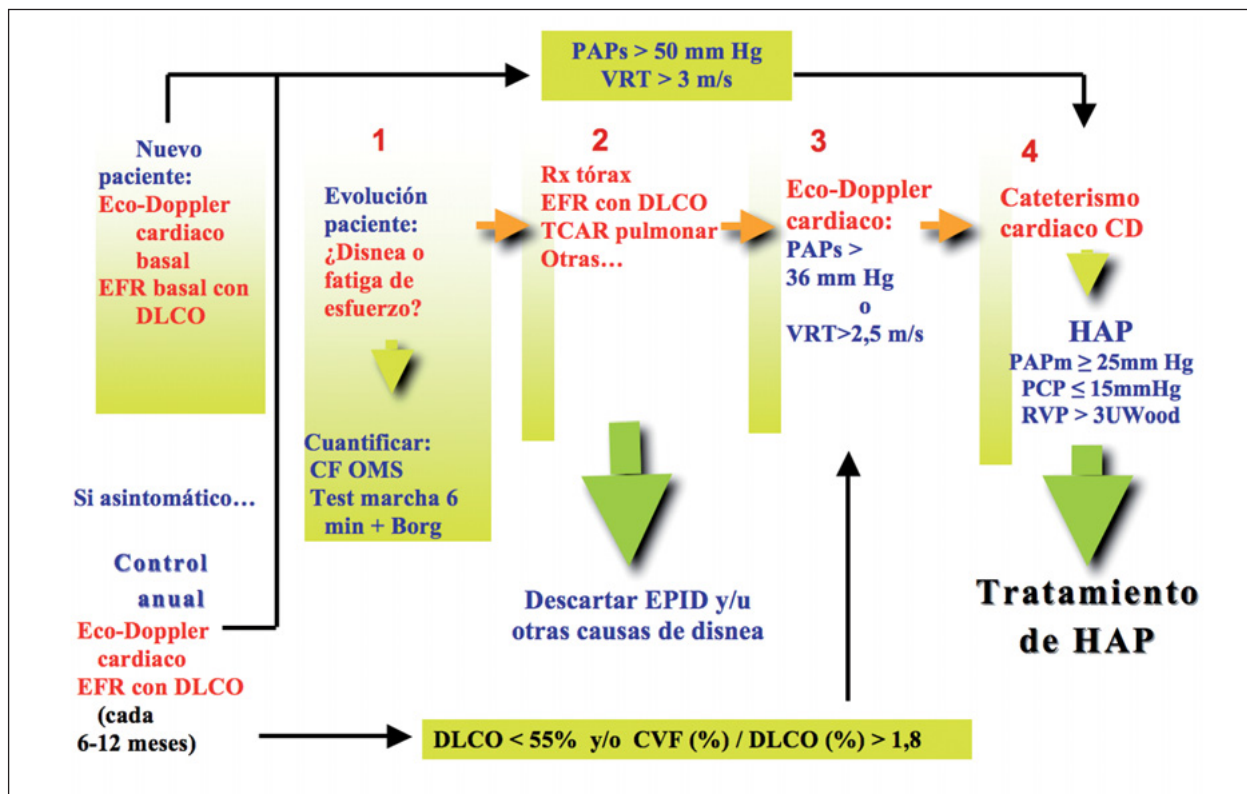 PAPs > 50 mm Hg
VRT > 3 m/s
Nuevo
paciente:
Eco-Doppler
cardiaco
basal
EFR basal con
DLCO
Si asintomático…
Control
anual
Eco-Doppler
cardiaco
EFR con DLCO
(cada
6-12 meses)
1
Evolución
paciente:
¿Disnea o
fatiga de
esfuerzo?
Cuantificar:
CF OMS
Test marcha 6
min + Borg
2
Rx tórax
EFR con DLCO
TCAR pulmonar
Otras…
Descartar EPID y/u
otras causas de disnea
3
Eco-Doppler
cardiaco:
PAPs >
36 mm Hg
o
VRT>2,5 m/s
4
Cateterismo
cardiaco CD
HAP
PAPm ≥ 25mm Hg
PCP ≤ 15mmHg
RVP > 3UWood
Tratamiento
de HAP
DLCO < 55% y/o CVF (%) / DLCO (%) > 1,8